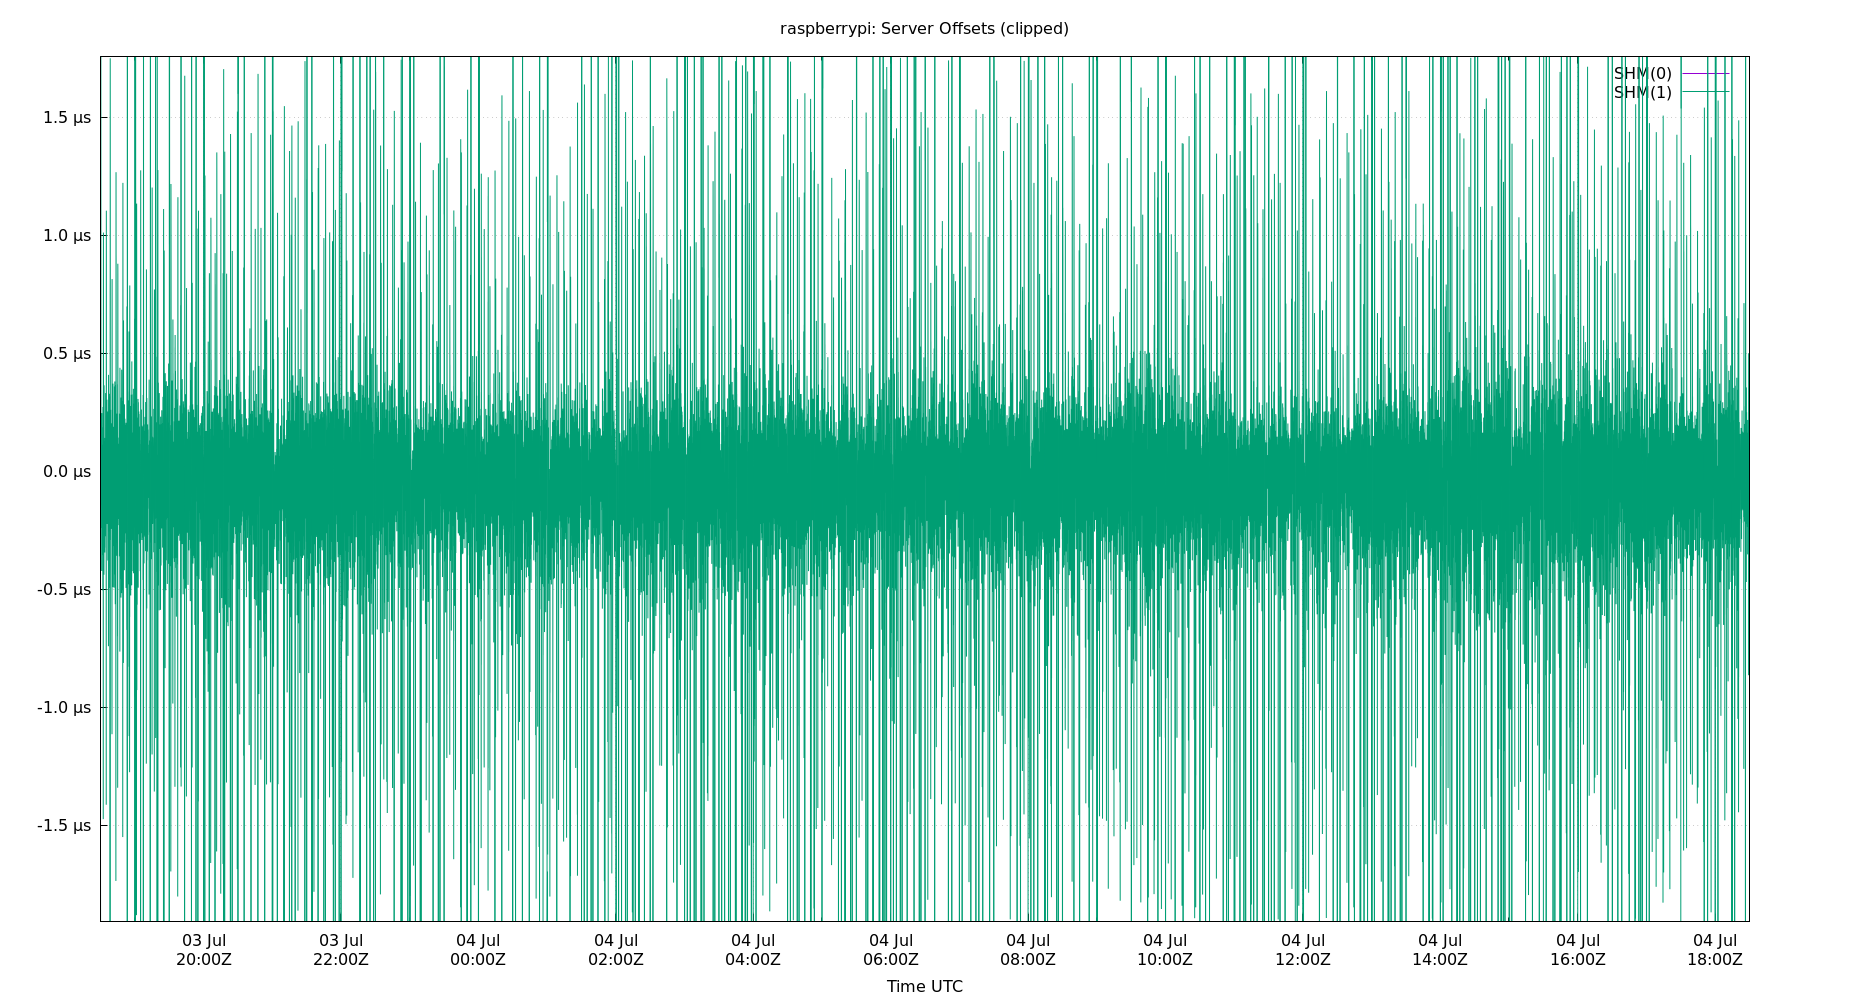 raspberrypi: Server Offsets (clipped)
SHM(0)
SHM(1)
1.5 µs
1.0 µs
0.5 µs
0.0 µs
-0.5 µs
-1.0 µs
-1.5 µs
03 Jul 03 Jul 04 Jul 04 Jul 04 Jul 04 Jul 04 Jul 04 Jul 04 Jul 04 Jul 04 Jul 04 Jul
20:00Z 22:00Z 00:00Z 02:00Z 04:00Z 06:00Z 08:00Z 10:00Z 12:00Z 14:00Z 16:00Z 18:00Z
Time UTC